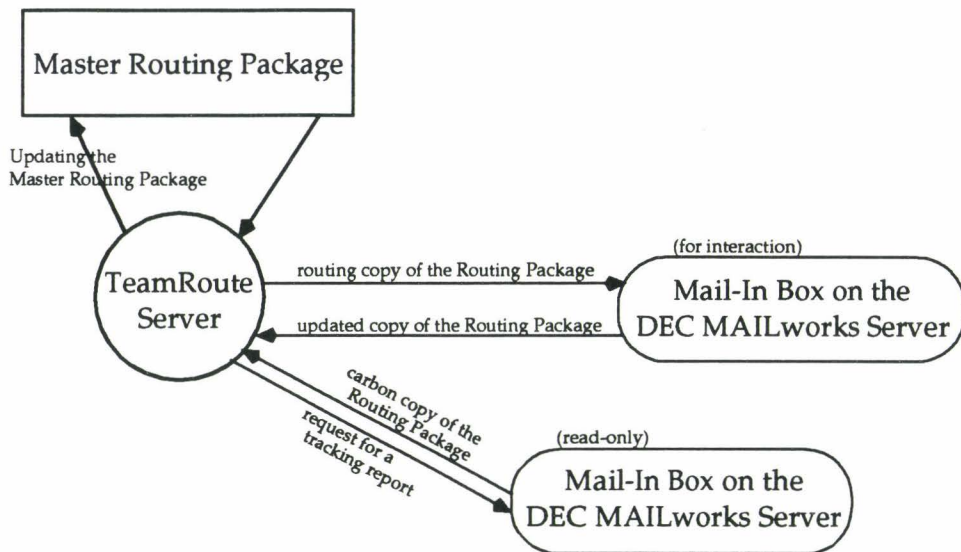 Master Routing Package
Updating the
Master Routing Package
TeamRoute
Server
(for interaction)
routing copy of the Routing Package
Mail-In Box on the
DEC MAILworks Server
updated copy of the Routing Package
carbon copy of the
Routing Package
request for a
tracking report
(read-only)
Mail-In Box on the
DEC MAILworks Server